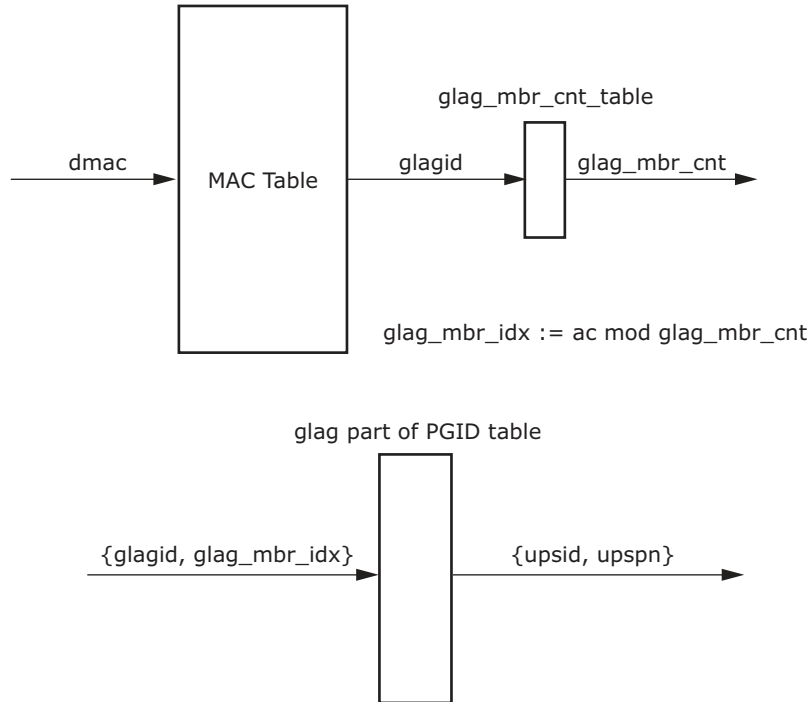 glag_mbr_cnt_table
dmac
MAC Table
glagid
glag_mbr_cnt
glag_mbr_idx := ac mod glag_mbr_cnt
glag part of PGID table
{glagid, glag_mbr_idx}
{upsid, upspn}